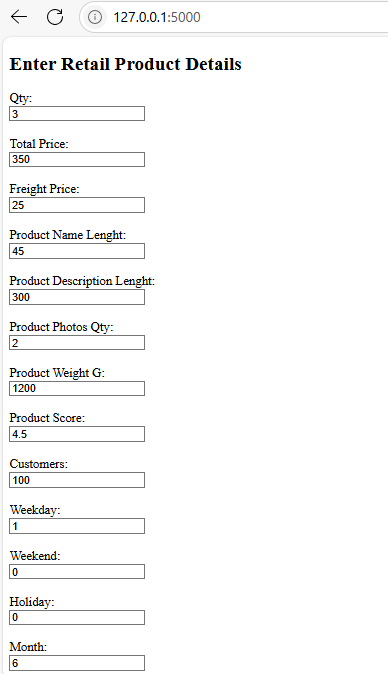 127.0.0.1:5000
Enter Retail Product Details
Qty:
3
Total Price:
350
Freight Price:
25
Product Name Lenght:
45
Product Description Lenght:
300
Product Photos Qty:
2
Product Weight G:
1200
Product Score:
4.5
Customers:
100
Weekday:
1
Weekend:
0
Holiday:
0
Month:
6